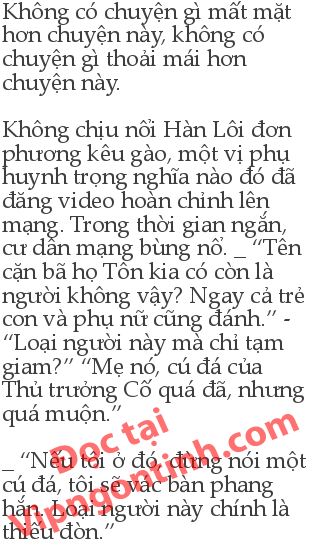 Không có chuyện gì mất mặt
hơn chuyện này, không có
chuyện gì thoải mái hơn
chuyện này.
Không chịu nổi Hàn Lôi đơn
phương kêu gào, một vị phụ
huynh trọng nghĩa nào đó đã
đăng video hoàn chỉnh lên
mạng. Trong thời gian ngắn,
cư dân mạng bùng nổ. _ “Tên
cặn bã họ Tôn kia có còn là
người không vậy? Ngay cả trẻ
con và phụ nữ cũng đánh.” -
“Loại người này mà chỉ tạm
giam?” “Mẹ nó, cú đá của
Thủ trưởng Cố quá đã, nhưng
quá muộn.”
_ “Nếu tôi ở đó, đừng nói một
cú đá, tôi sẽ vác bàn phang
hắn. Loại người này chính là
thiếu đòn.”
Đọc tại
Vipngontinh.com